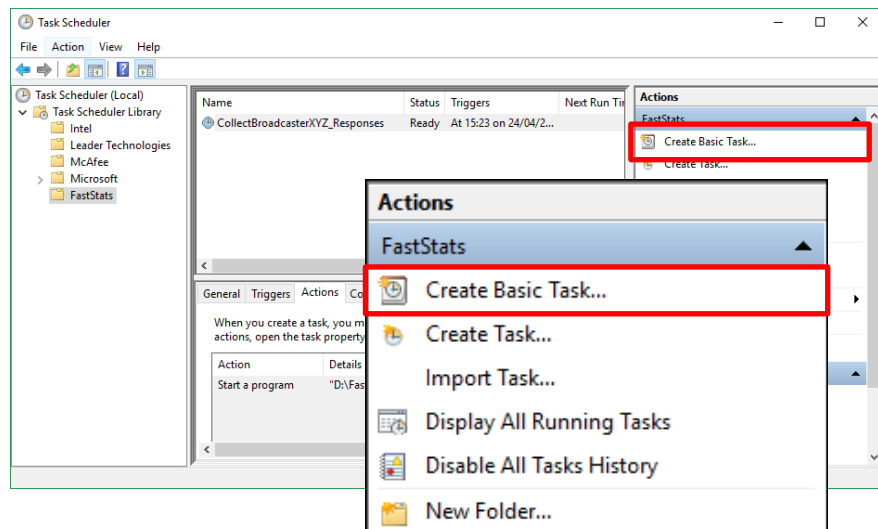 Task Scheduler
File Action View Help
Task Scheduler (Local)
Task Scheduler Library
Intel
Leader Technologies
McAfee
Microsoft
FastStats
Name Status Triggers Next Run Tir
CollectBroadcasterXYZ_Responses Ready At 15:23 on 24/04/2...
General Triggers Actions Co
When you create a task, you m
actions, open the task property
Action Details
Start a program "D:\Fas
Actions
FastStats
Create Basic Task...
Create Task...
Actions
FastStats
Create Basic Task...
Create Task...
Import Task...
Display All Running Tasks
Disable All Tasks History
New Folder...